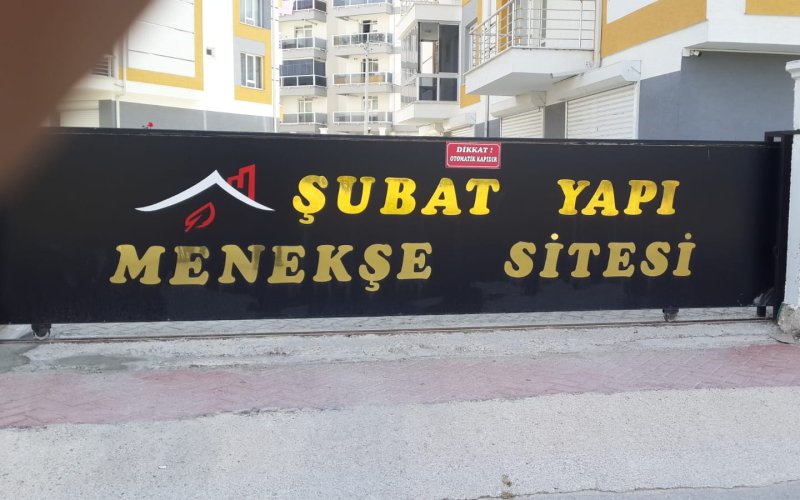 DİKKAT !
OTOMATİK KAPIDIR
ŞUBAT YAPI
MENEKŞE SİTESİ